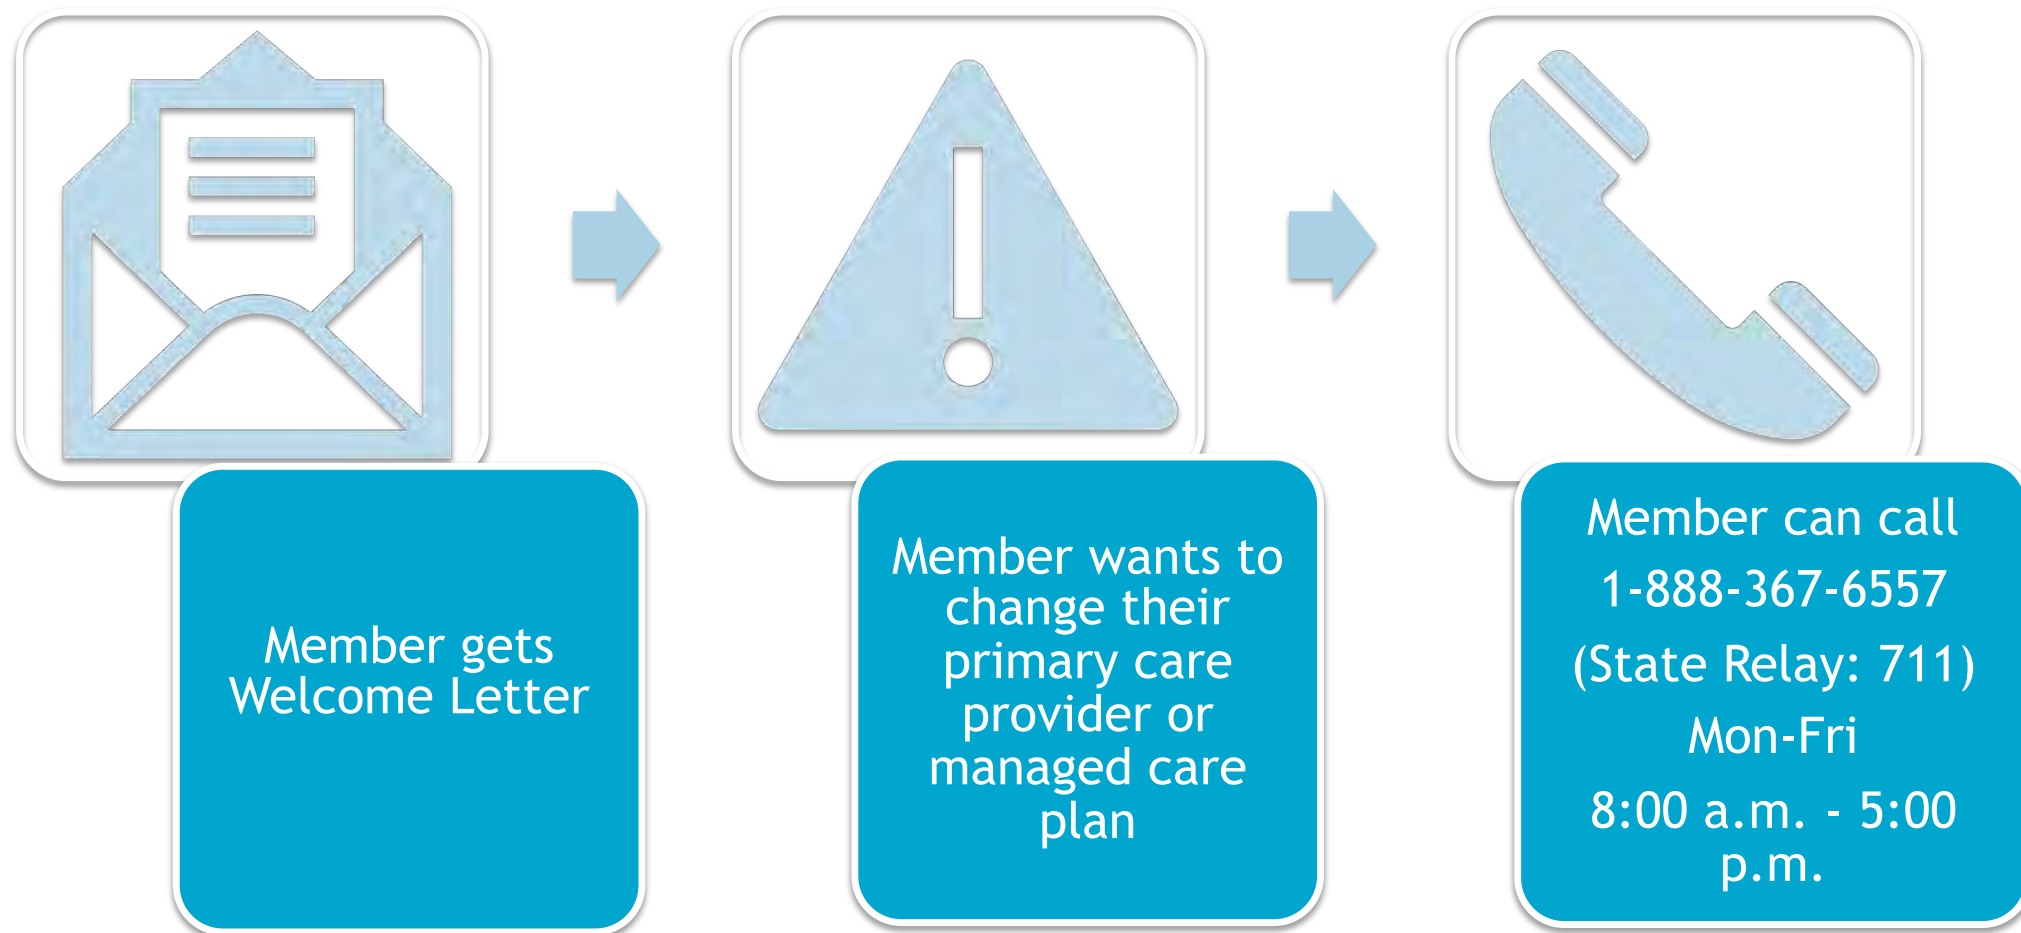 Member gets
Welcome Letter
Member wants to
change their
primary care
provider or
managed care
plan
Member can call
1-888-367-6557
(State Relay: 711)
Mon-Fri
8:00 a.m. - 5:00
p.m.